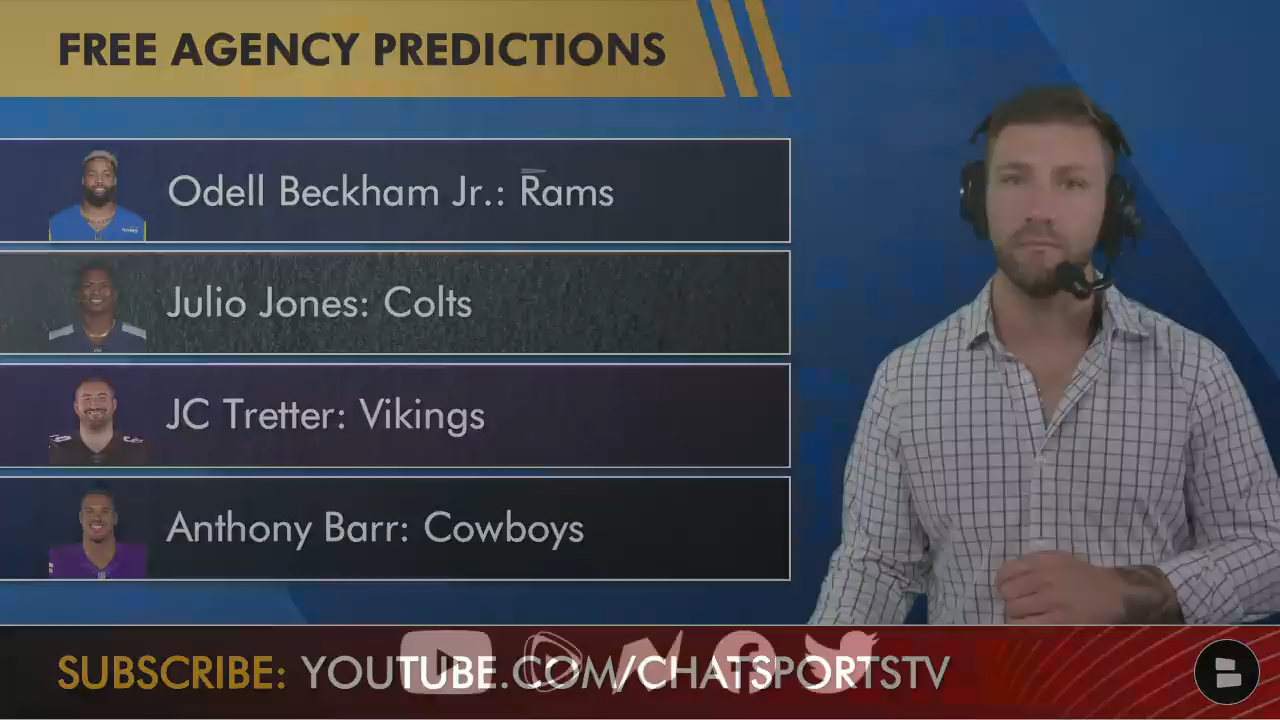 FREE AGENCY PREDICTIONS
Odell Beckham Jr.: Rams
Julio Jones: Colts
JC Tretter: Vikings
Anthony Barr: Cowboys
SUBSCRIBE: YOUTUBE.COM/CHATSPORTSTV